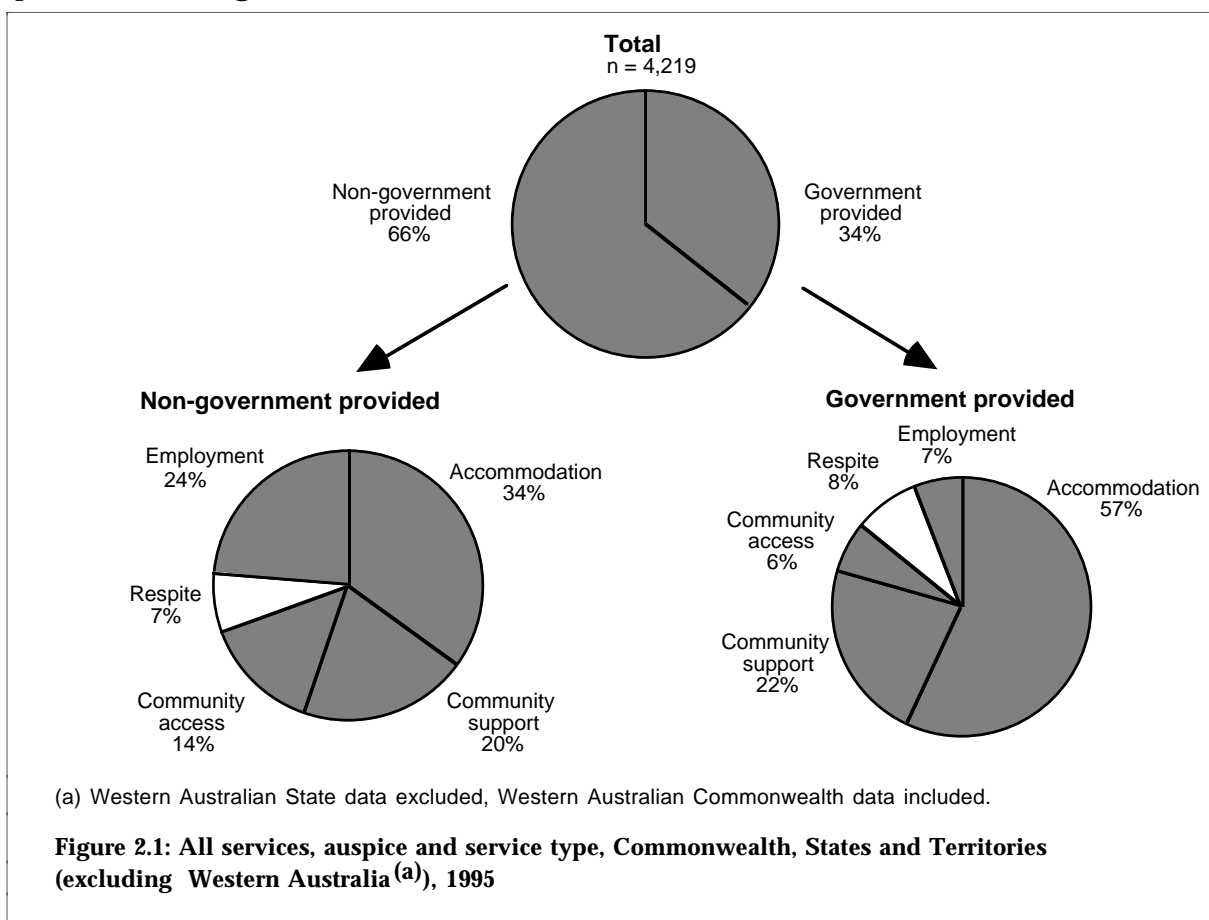 Total
n = 4,219
Non-government
provided
66%
Government
provided
34%
Non-government provided
Government provided
Employment
24%
Accommodation
34%
Respite
7%
Community
access
14%
Community
support
20%
Employment
7%
Respite
8%
Accommodation
57%
Community
access
6%
Community
support
22%
(a) Western Australian State data excluded, Western Australian Commonwealth data included.
Figure 2.1: All services, auspice and service type, Commonwealth, States and Territories
(excluding Western Australia(a)), 1995